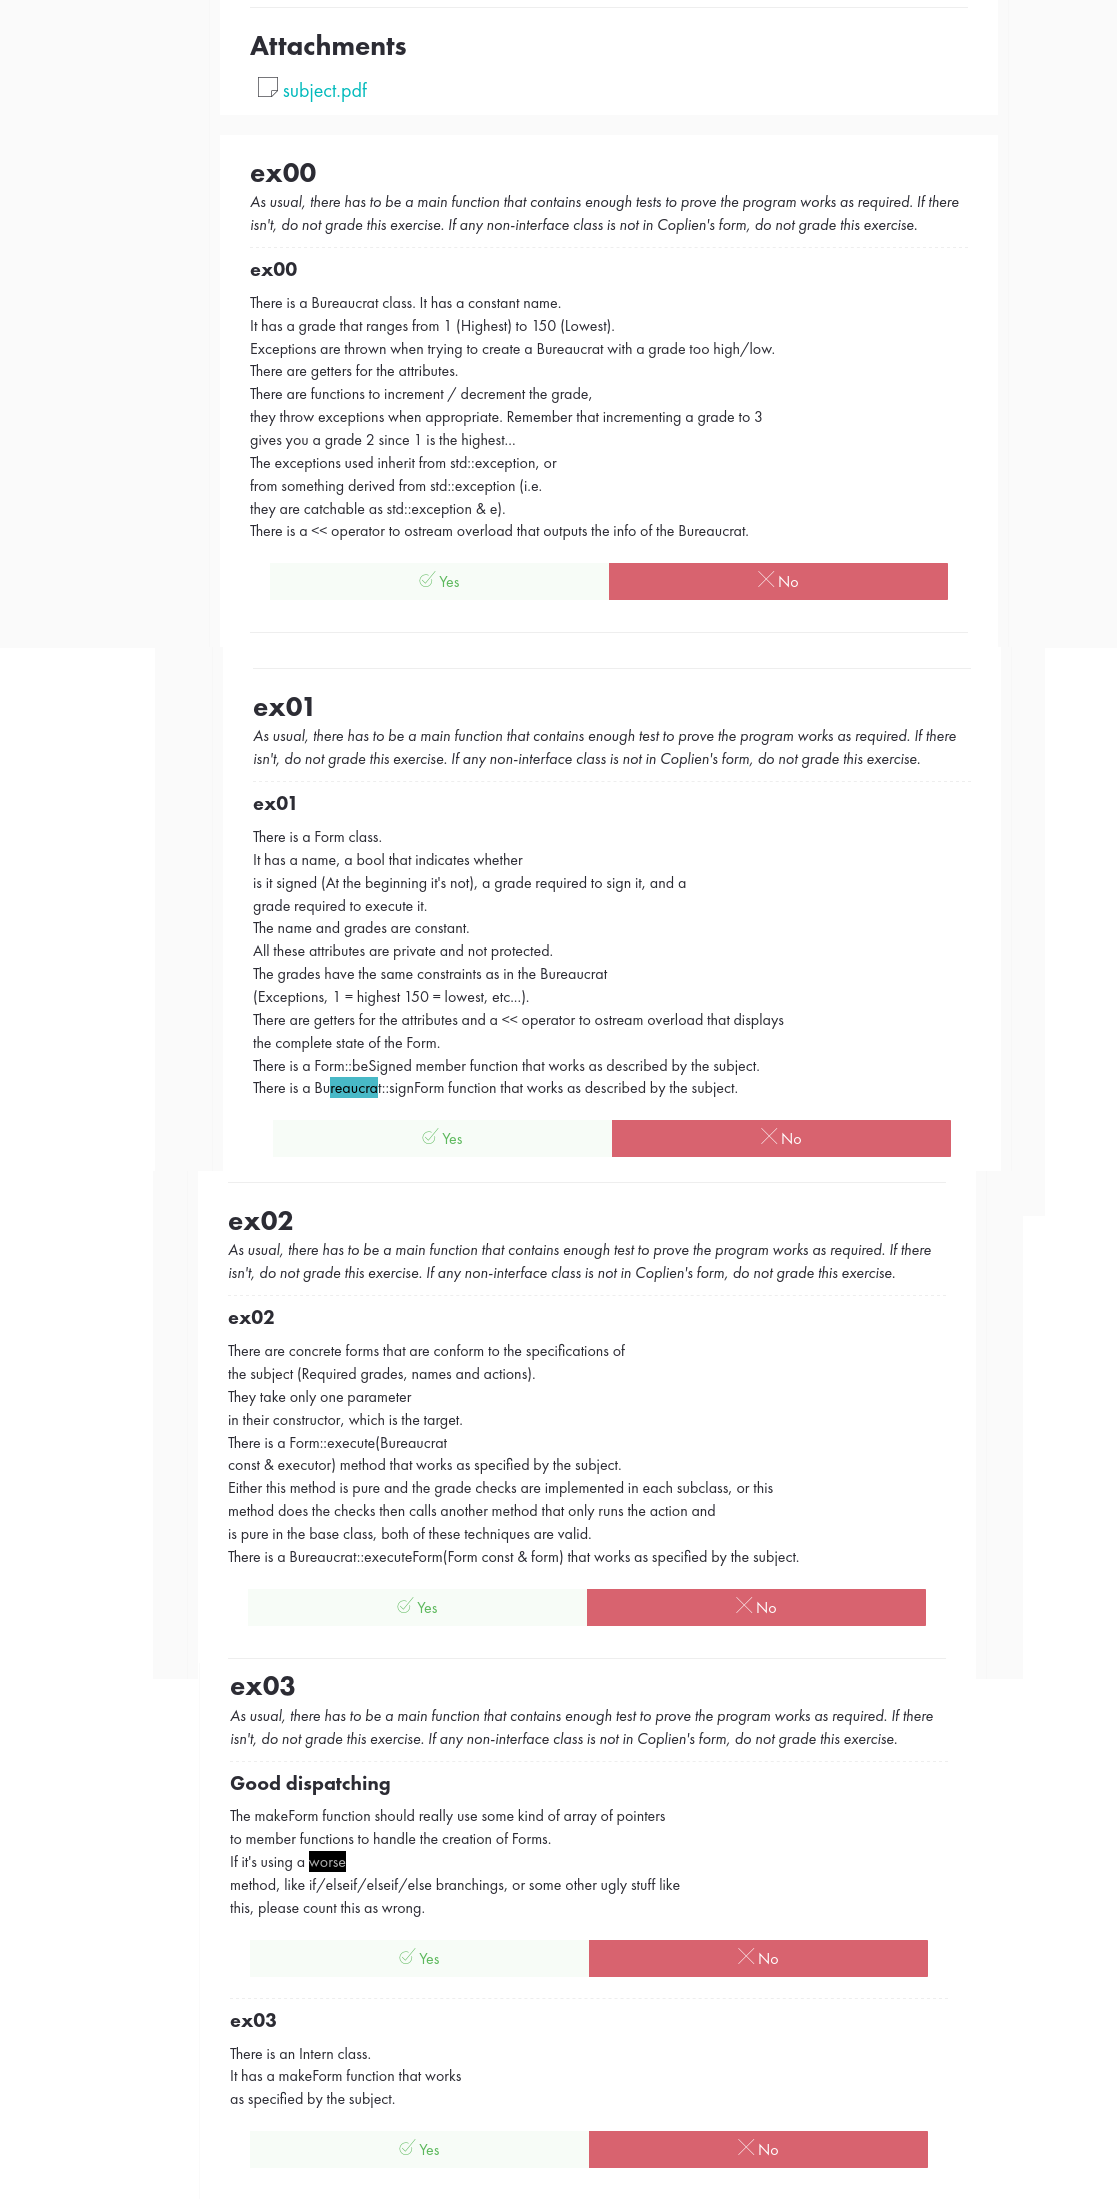 Attachments
subject.pdf
ex00
As usual, there has to be a main function that contains enough tests to prove the program works as required. If there
isn't, do not grade this exercise. If any non-interface class is not in Coplien's form, do not grade this exercise.
ex00
There is a Bureaucrat class. It has a constant name.
It has a grade that ranges from 1 (Highest) to 150 (Lowest).
Exceptions are thrown when trying to create a Bureaucrat with a grade too high/low.
There are getters for the attributes.
There are functions to increment / decrement the grade,
they throw exceptions when appropriate. Remember that incrementing a grade to 3
gives you a grade 2 since 1 is the highest...
The exceptions used inherit from std::exception, or
from something derived from std::exception (i.e.
they are catchable as std::exception & e).
There is a << operator to ostream overload that outputs the info of the Bureaucrat.
Yes
No
ex01
As usual, there has to be a main function that contains enough test to prove the program works as required. If there
isn't, do not grade this exercise. If any non-interface class is not in Coplien's form, do not grade this exercise.
ex01
There is a Form class.
It has a name, a bool that indicates whether
is it signed (At the beginning it's not), a grade required to sign it, and a
grade required to execute it.
The name and grades are constant.
All these attributes are private and not protected.
The grades have the same constraints as in the Bureaucrat
(Exceptions, 1 = highest 150 = lowest, etc...).
There are getters for the attributes and a << operator to ostream overload that displays
the complete state of the Form.
There is a Form::beSigned member function that works as described by the subject.
There is a Bureaucrat::signForm function that works as described by the subject.
Yes
No
ex02
As usual, there has to be a main function that contains enough test to prove the program works as required. If there
isn't, do not grade this exercise. If any non-interface class is not in Coplien's form, do not grade this exercise.
ex02
There are concrete forms that are conform to the specifications of
the subject (Required grades, names and actions).
They take only one parameter
in their constructor, which is the target.
There is a Form::execute(Bureaucrat
const & executor) method that works as specified by the subject.
Either this method is pure and the grade checks are implemented in each subclass, or this
method does the checks then calls another method that only runs the action and
is pure in the base class, both of these techniques are valid.
There is a Bureaucrat::executeForm(Form const & form) that works as specified by the subject.
Yes
No
ex03
As usual, there has to be a main function that contains enough test to prove the program works as required. If there
isn't, do not grade this exercise. If any non-interface class is not in Coplien's form, do not grade this exercise.
Good dispatching
The makeForm function should really use some kind of array of pointers
to member functions to handle the creation of Forms.
If it's using a worse
method, like if/elseif/elseif/else branchings, or some other ugly stuff like
this, please count this as wrong.
Yes
No
ex03
There is an Intern class.
It has a makeForm function that works
as specified by the subject.
Yes
No